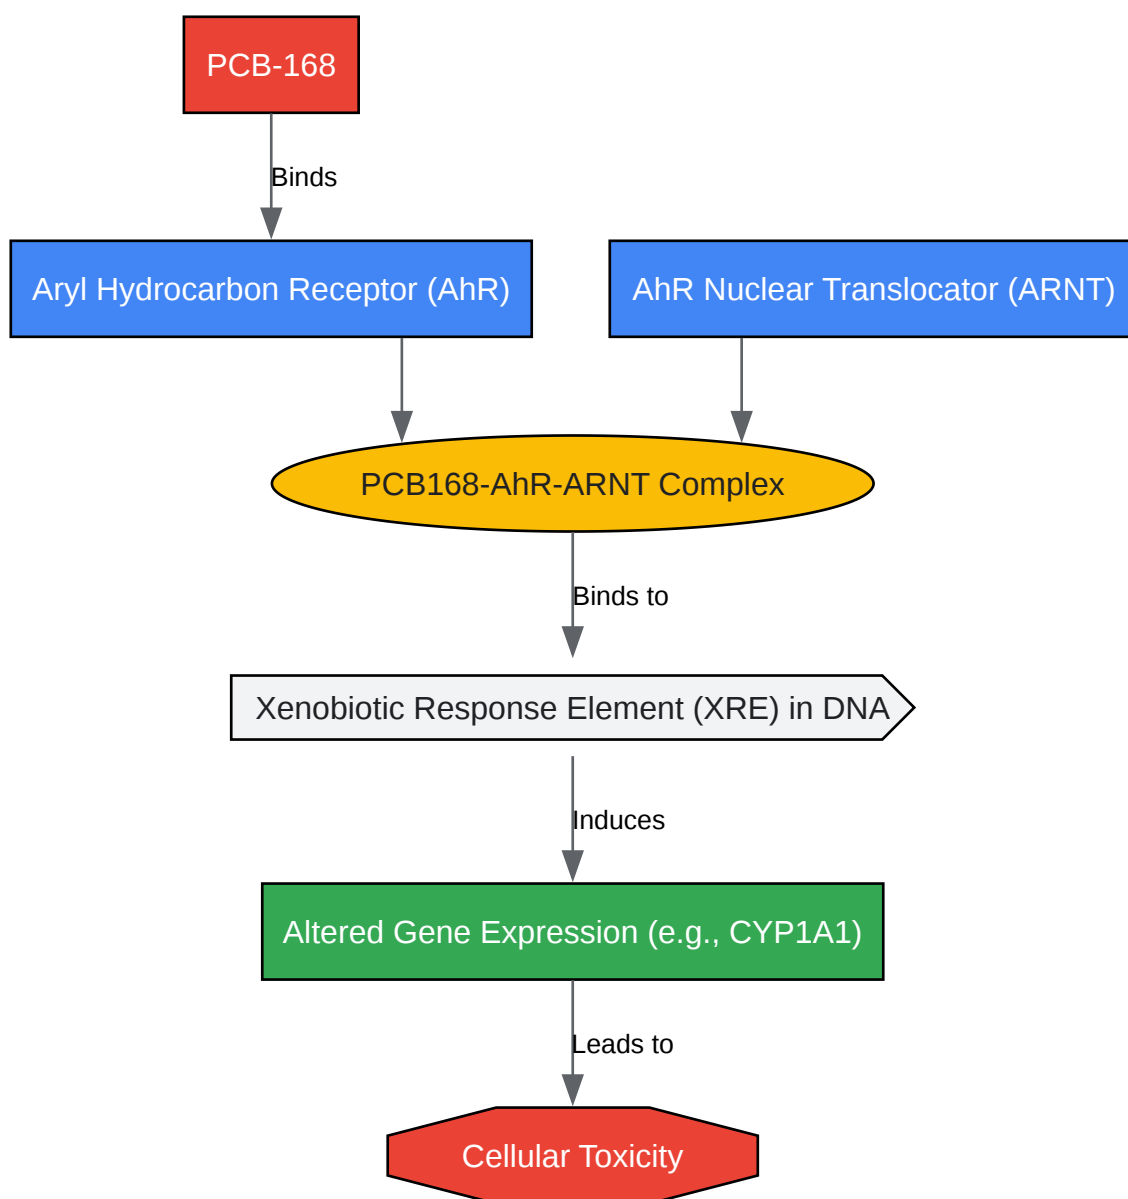 PCB-168
Binds
Aryl Hydrocarbon Receptor (AhR)
AhR Nuclear Translocator (ARNT)
PCB168-AhR-ARNT Complex
Binds to
Xenobiotic Response Element (XRE) in DNA
Induces
Altered Gene Expression (e.g., CYP1A1)
Leads to
Cellular Toxicity